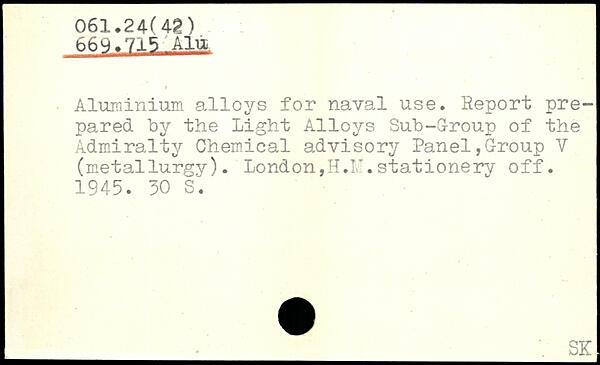 061.24(42)
669.715 Alu
Aluminium alloys for naval use. Report pre-
pared by the Light Alloys Sub-Group of the
Admiralty Chemical advisory Panel,Group V
(metallurgy). London,H.M.stationery off.
1945. 30 S.
SK